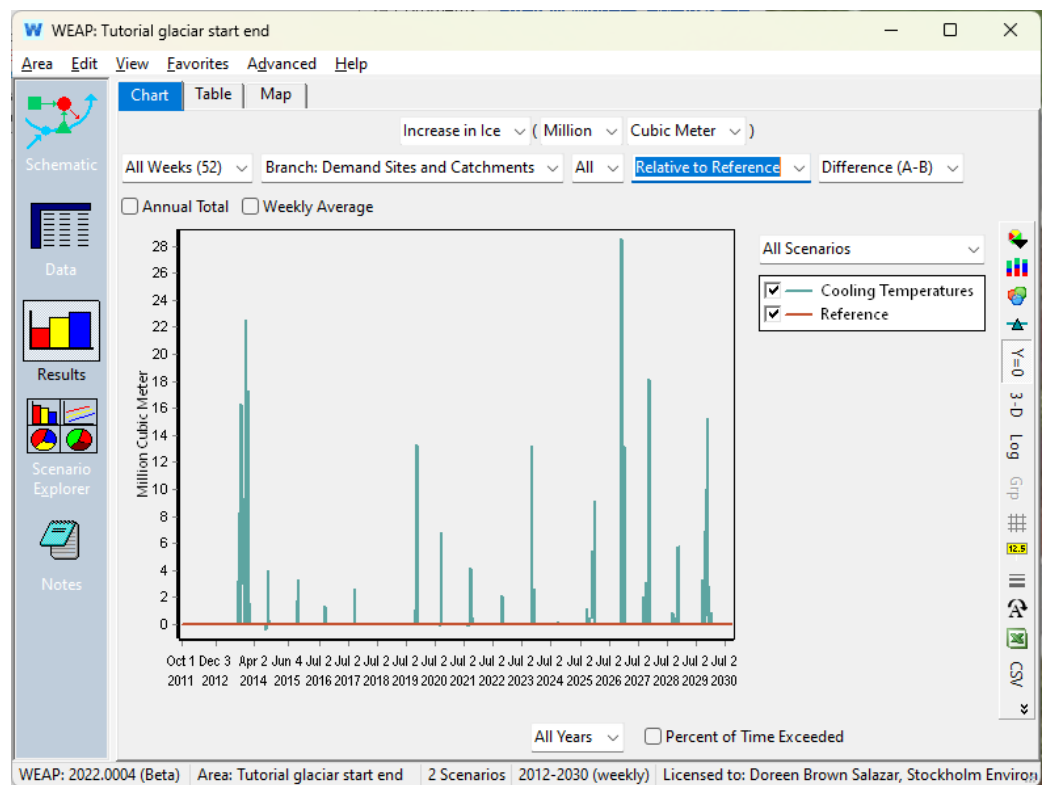 WEAP: Tutorial glaciar start end
Area Edit View Favorites Advanced Help
Chart Table Map
Increase in Ice ( Million Cubic Meter )
All Weeks (52) Branch: Demand Sites and Catchments All Relative to Reference Difference (A-B)
Annual Total Weekly Average
Schematic
Data
Results
Scenario
Explorer
Notes
Million Cubic Meter
28
26
24
22
20
18
16
14
12
10
8
6
4
2
0
Oct 1 Dec 3 Apr 2 Jun 4 Jul 2 Jul 2 Jul 2 Jul 2 Jul 2 Jul 2 Jul 2 Jul 2 Jul 2 Jul 2 Jul 2 Jul 2 Jul 2 Jul 2 Jul 2
2011 2012 2014 2015 2016 2017 2018 2019 2020 2021 2022 2023 2024 2025 2026 2027 2028 2029 2030
All Scenarios
Cooling Temperatures
Reference
Y=0
3-D
Log
Grp
12.5
A
CSV
All Years Percent of Time Exceeded
WEAP: 2022.0004 (Beta) Area: Tutorial glaciar start end 2 Scenarios 2012-2030 (weekly) Licensed to: Doreen Brown Salazar, Stockholm Environ